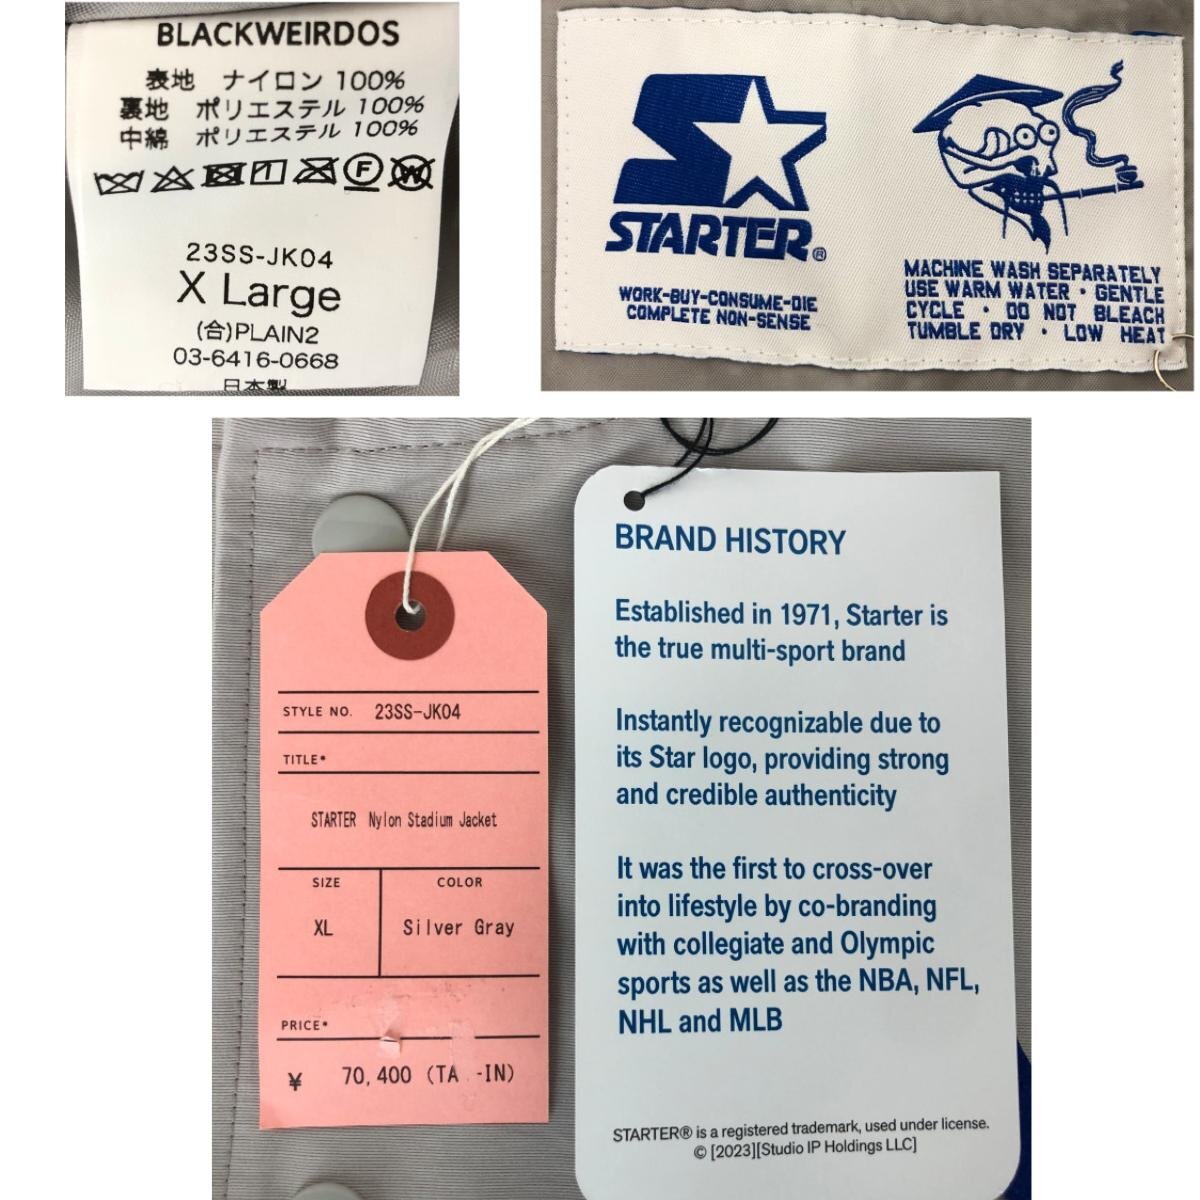 BLACKWEIRDOS
表地 ナイロン 100%
裏地 ポリエステル 100%
中綿 ポリエステル 100%
F W
23SS-JK04
X Large
(合)PLAIN2
03-6416-0668
日本製
STARTER®
WORK-BUY-CONSUME-DIE
COMPLETE NON-SENSE
MACHINE WASH SEPARATELY
USE WARM WATER · GENTLE
CYCLE · DO NOT BLEACH
TUMBLE DRY · LOW HEAT
STYLE NO. 23SS-JK04
TITLE*
STARTER Nylon Stadium Jacket
SIZE COLOR
XL Silver Gray
PRICE*
¥ 70,400 (TA -IN)
BRAND HISTORY
Established in 1971, Starter is
the true multi-sport brand
Instantly recognizable due to
its Star logo, providing strong
and credible authenticity
It was the first to cross-over
into lifestyle by co-branding
with collegiate and Olympic
sports as well as the NBA, NFL,
NHL and MLB
STARTER® is a registered trademark, used under license.
© [2023][Studio IP Holdings LLC]